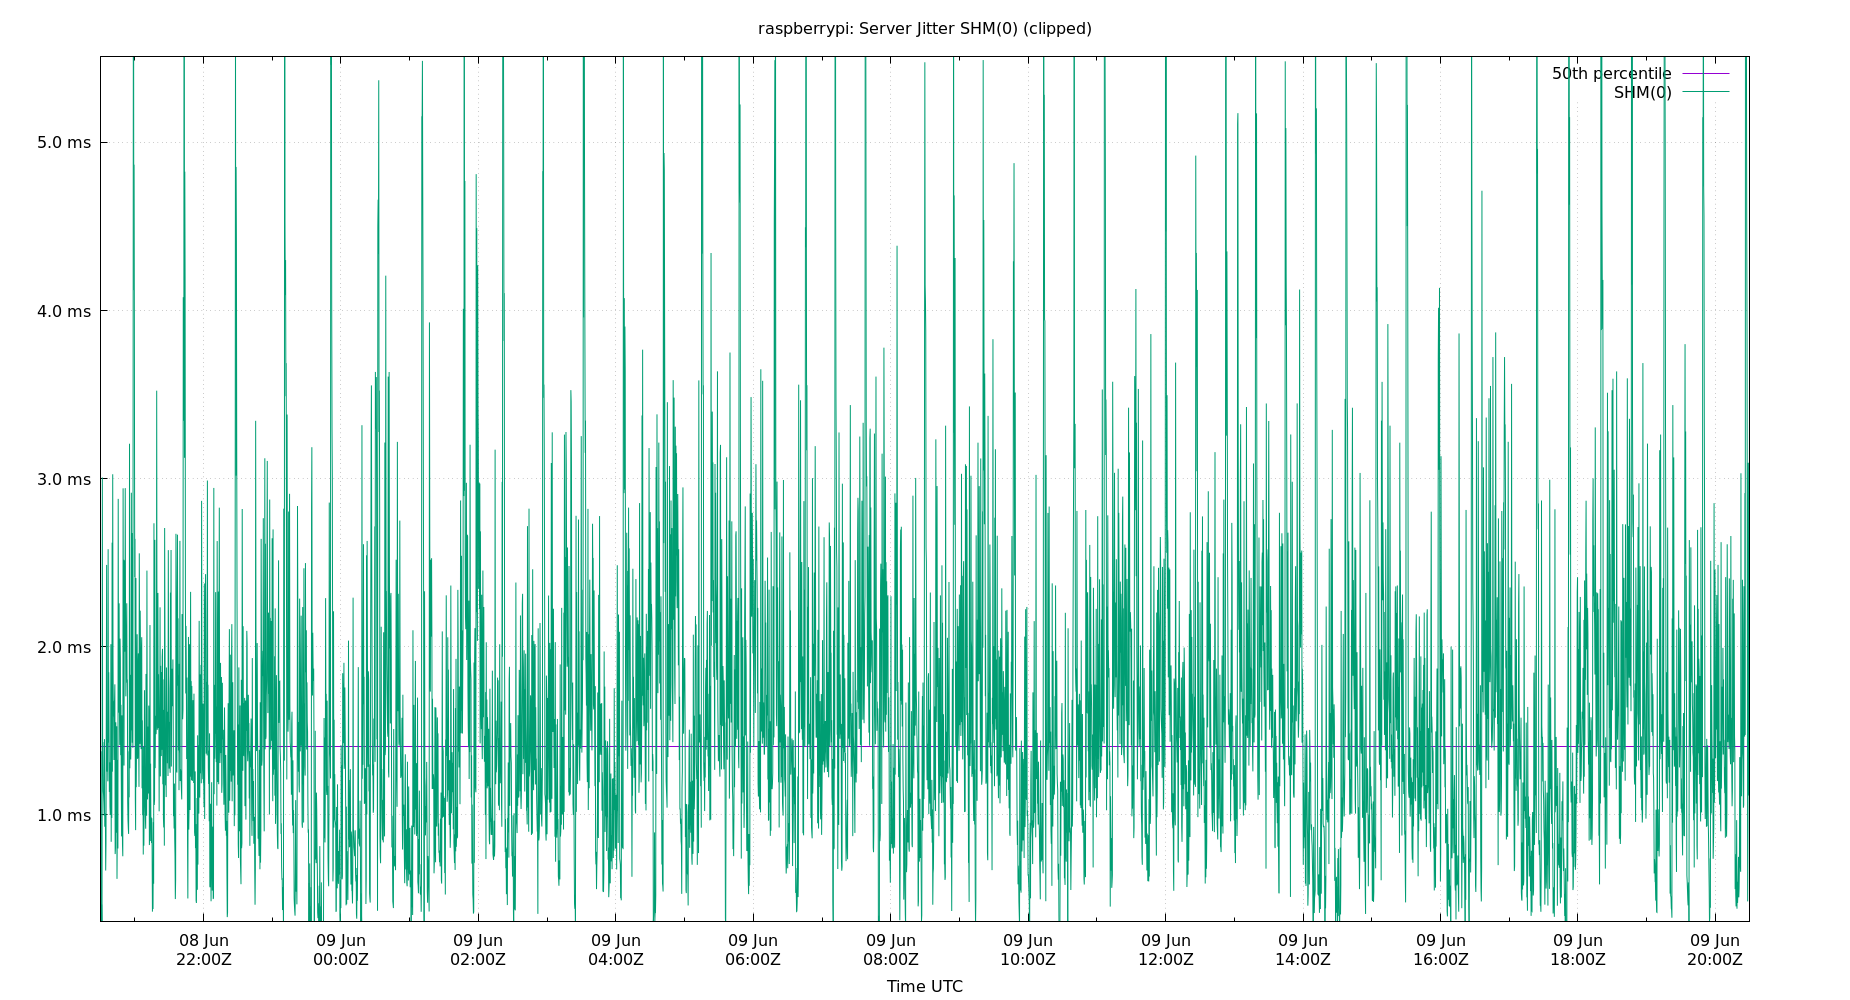 raspberrypi: Server Jitter SHM(0) (clipped)
50th percentile
SHM(0)
5.0 ms
4.0 ms
3.0 ms
2.0 ms
1.0 ms
08 Jun 09 Jun 09 Jun 09 Jun 09 Jun 09 Jun 09 Jun 09 Jun 09 Jun 09 Jun 09 Jun 09 Jun
22:00Z 00:00Z 02:00Z 04:00Z 06:00Z 08:00Z 10:00Z 12:00Z 14:00Z 16:00Z 18:00Z 20:00Z
Time UTC